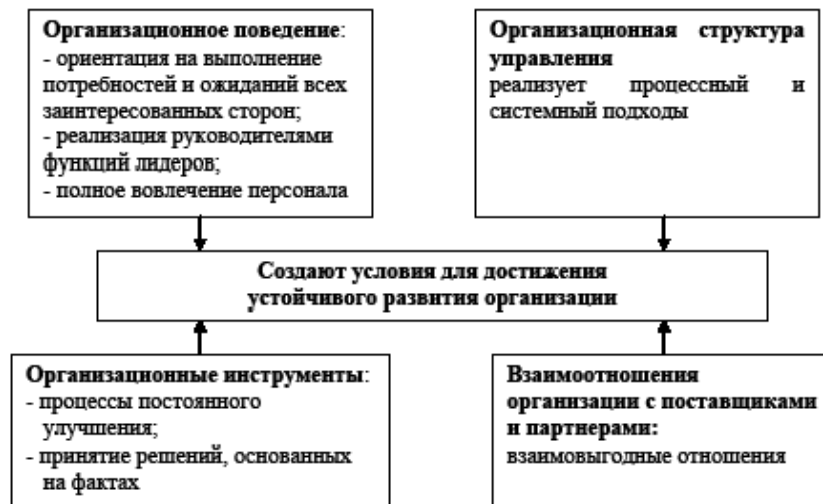 Организационное поведение:
- ориентация на выполнение
потребностей и ожиданий всех
заинтересованных сторон;
- реализация руководителями
функций лидеров;
- полное вовлечение персонала
Организационная структура
управления
реализует процессный и
системный подходы
Создают условия для достижения
устойчивого развития организации
Организационные инструменты:
- процессы постоянного
улучшения;
- принятие решений, основанных
на фактах
Взаимоотношения
организации с поставщиками
и партнерами:
взаимовыгодные отношения